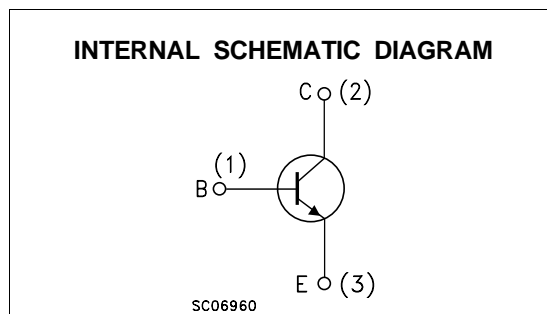 INTERNAL SCHEMATIC DIAGRAM
C (2)
(1)
B
E (3)
SC06960